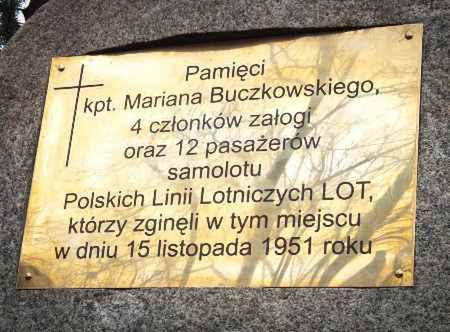 Pamięci
kpt. Mariana Buczkowskiego,
4 członków załogi
oraz 12 pasażerów
samolotu
Polskich Linii Lotniczych LOT,
którzy zginęli w tym miejscu
w dniu 15 listopada 1951 roku